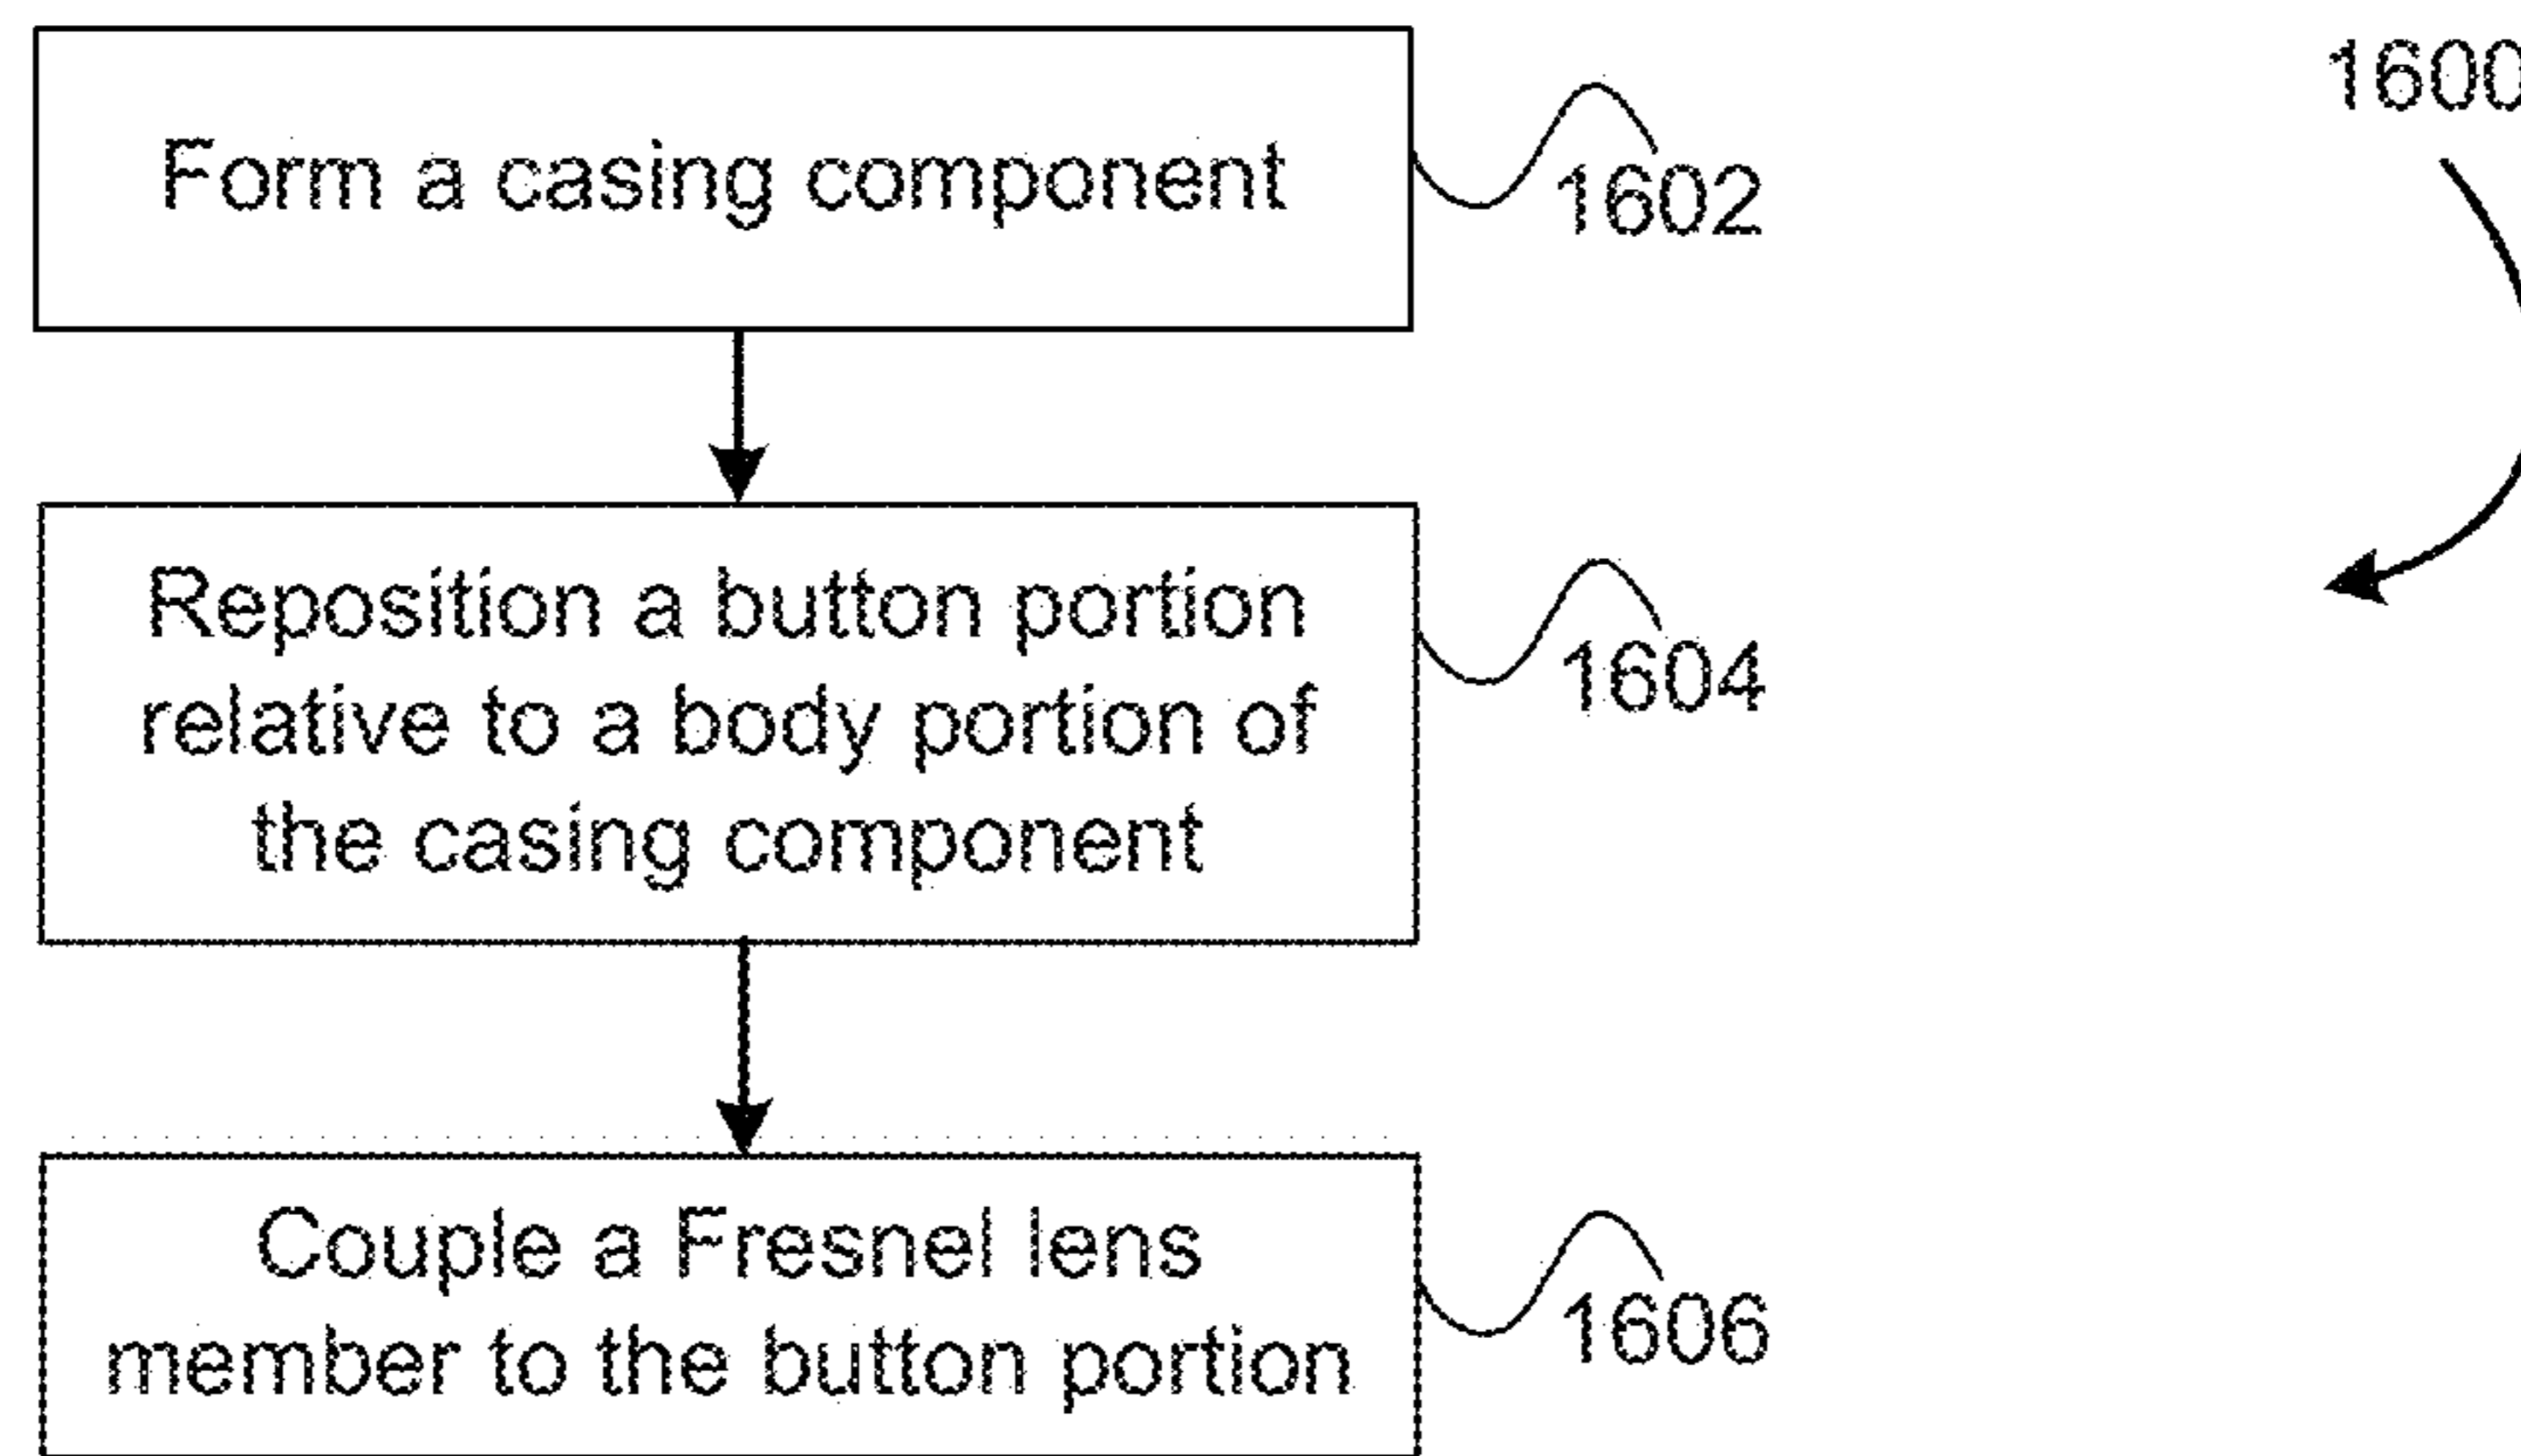 1600
Form a casing component
1602
Reposition a button portion
relative to a body portion of
the casing component
1604
Couple a Fresnel lens
member to the button portion
1606